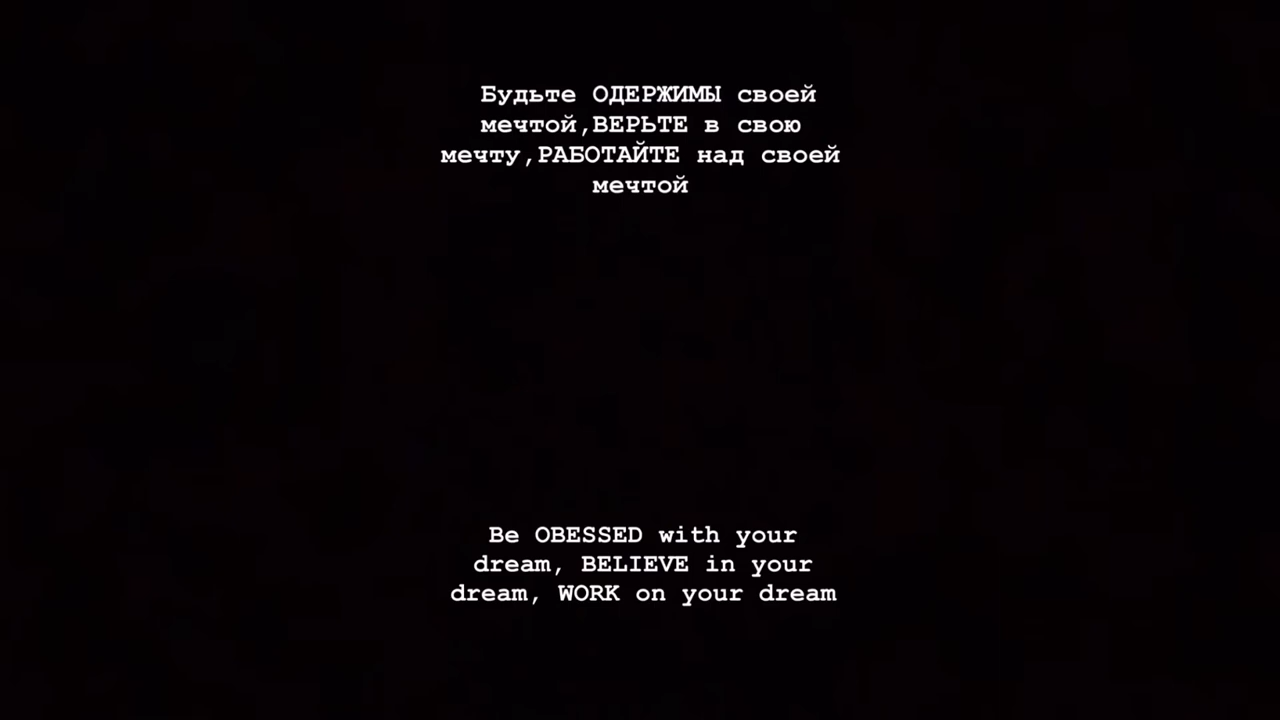 Будьте ОДЕРЖИМЫ своей
мечтой,ВЕРЬТЕ в свою
мечту,РАБОТАЙТЕ над своей
мечтой
Be OBESSED with your
dream, BELIEVE in your
dream, WORK on your dream